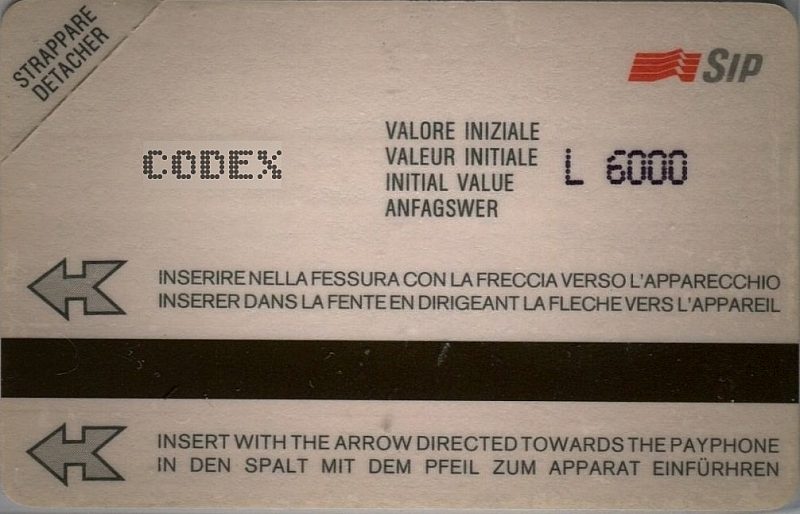 STRAPPARE
DETACHER
SIP
CODEX
VALORE INIZIALE
VALEUR INITIALE
INITIAL VALUE
ANFAGSWER
L 6000
INSERIRE NELLA FESSURA CON LA FRECCIA VERSO L'APPARECCHIO
INSERER DANS LA FENTE EN DIRIGEANT LA FLECHE VERS L'APPAREIL
INSERT WITH THE ARROW DIRECTED TOWARDS THE PAYPHONE
IN DEN SPALT MIT DEM PFEIL ZUM APPARAT EINFÜRHREN